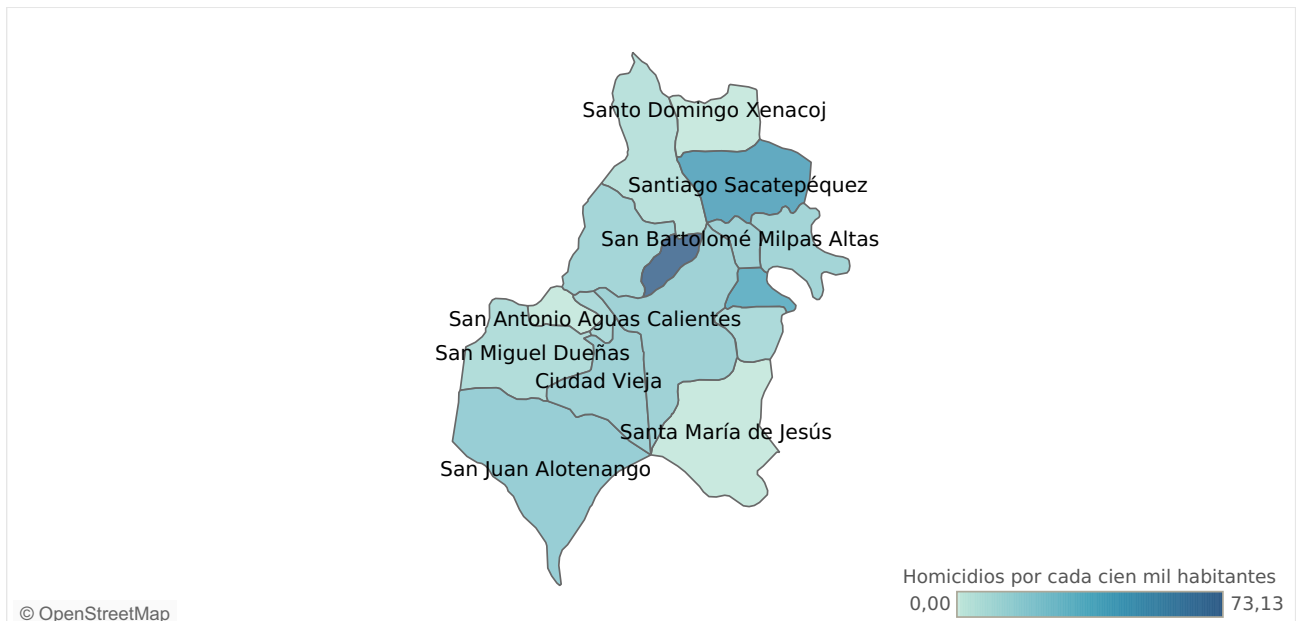 Santo Domingo Xenacoj
Santiago Sacatepéquez
San Bartolomé Milpas Altas
San Antonio Aguas Calientes
San Miguel Dueñas
Ciudad Vieja
Santa María de Jesús
San Juan Alotenango
Homicidios por cada cien mil habitantes
0,00 73,13
© OpenStreetMap